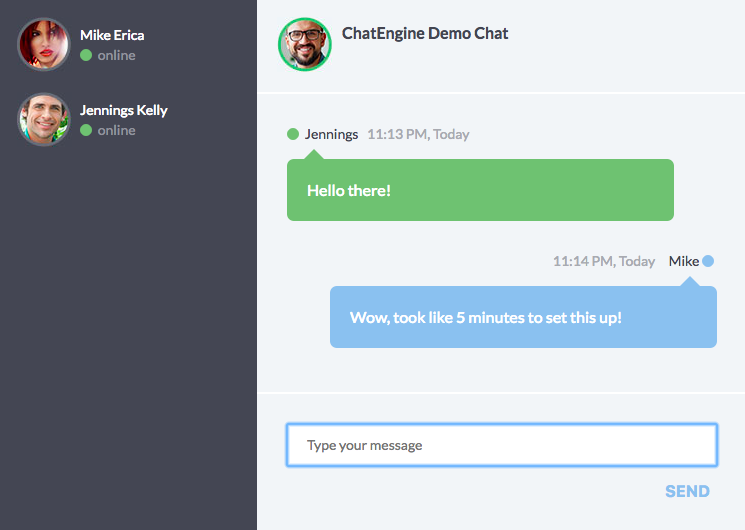 Mike Erica
online
Jennings Kelly
online
ChatEngine Demo Chat
Jennings 11:13 PM, Today
Hello there!
11:14 PM, Today Mike
Wow, took like 5 minutes to set this up!
Type your message
SEND